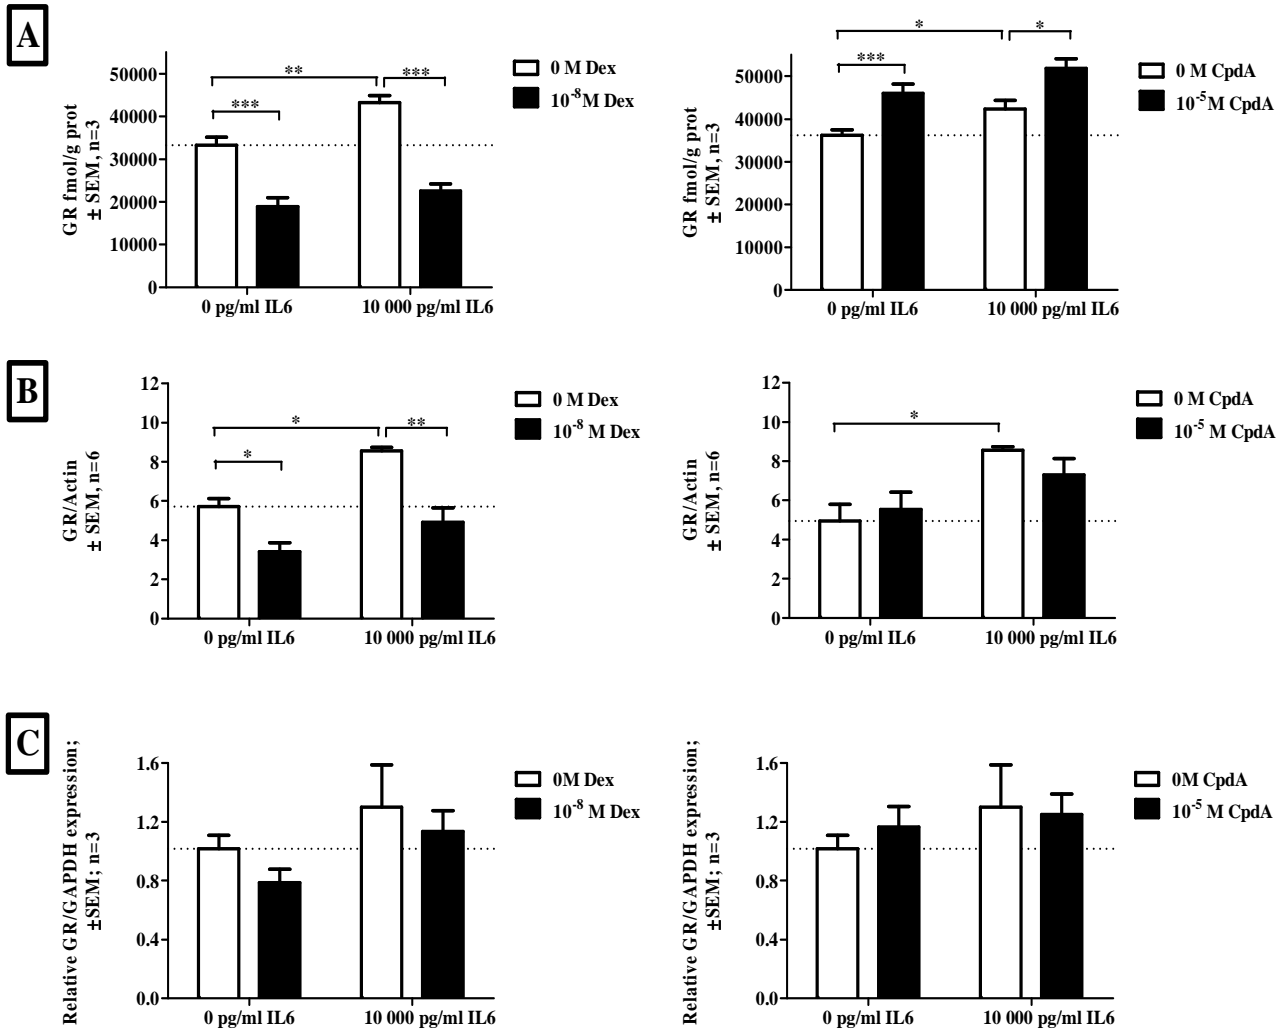 A
GR fmol/g prot
± SEM, n=3
50000
40000
30000
20000
10000
0
**
***
***
0 pg/ml IL6
10 000 pg/ml IL6
0 M Dex
10-8M Dex
GR fmol/g prot
± SEM, n=3
50000
40000
30000
20000
10000
0
*
*
***
0 pg/ml IL6
10 000 pg/ml IL6
0 M CpdA
10-5M CpdA
B
GR/Actin
± SEM, n=6
12
10
8
6
4
2
0
*
**
*
0 pg/ml IL6
10 000 pg/ml IL6
0 M Dex
10-8 M Dex
GR/Actin
± SEM, n=6
12
10
8
6
4
2
0
*
0 pg/ml IL6
10 000 pg/ml IL6
0 M CpdA
10-5 M CpdA
C
Relative GR/GAPDH expression;
±SEM; n=3
1.6
1.2
0.8
0.4
0.0
0 pg/ml IL6
10 000 pg/ml IL6
0M Dex
10-8 M Dex
Relative GR/GAPDH expression;
±SEM; n=3
1.6
1.2
0.8
0.4
0.0
0 pg/ml IL6
10 000 pg/ml IL6
0M CpdA
10-5 M CpdA